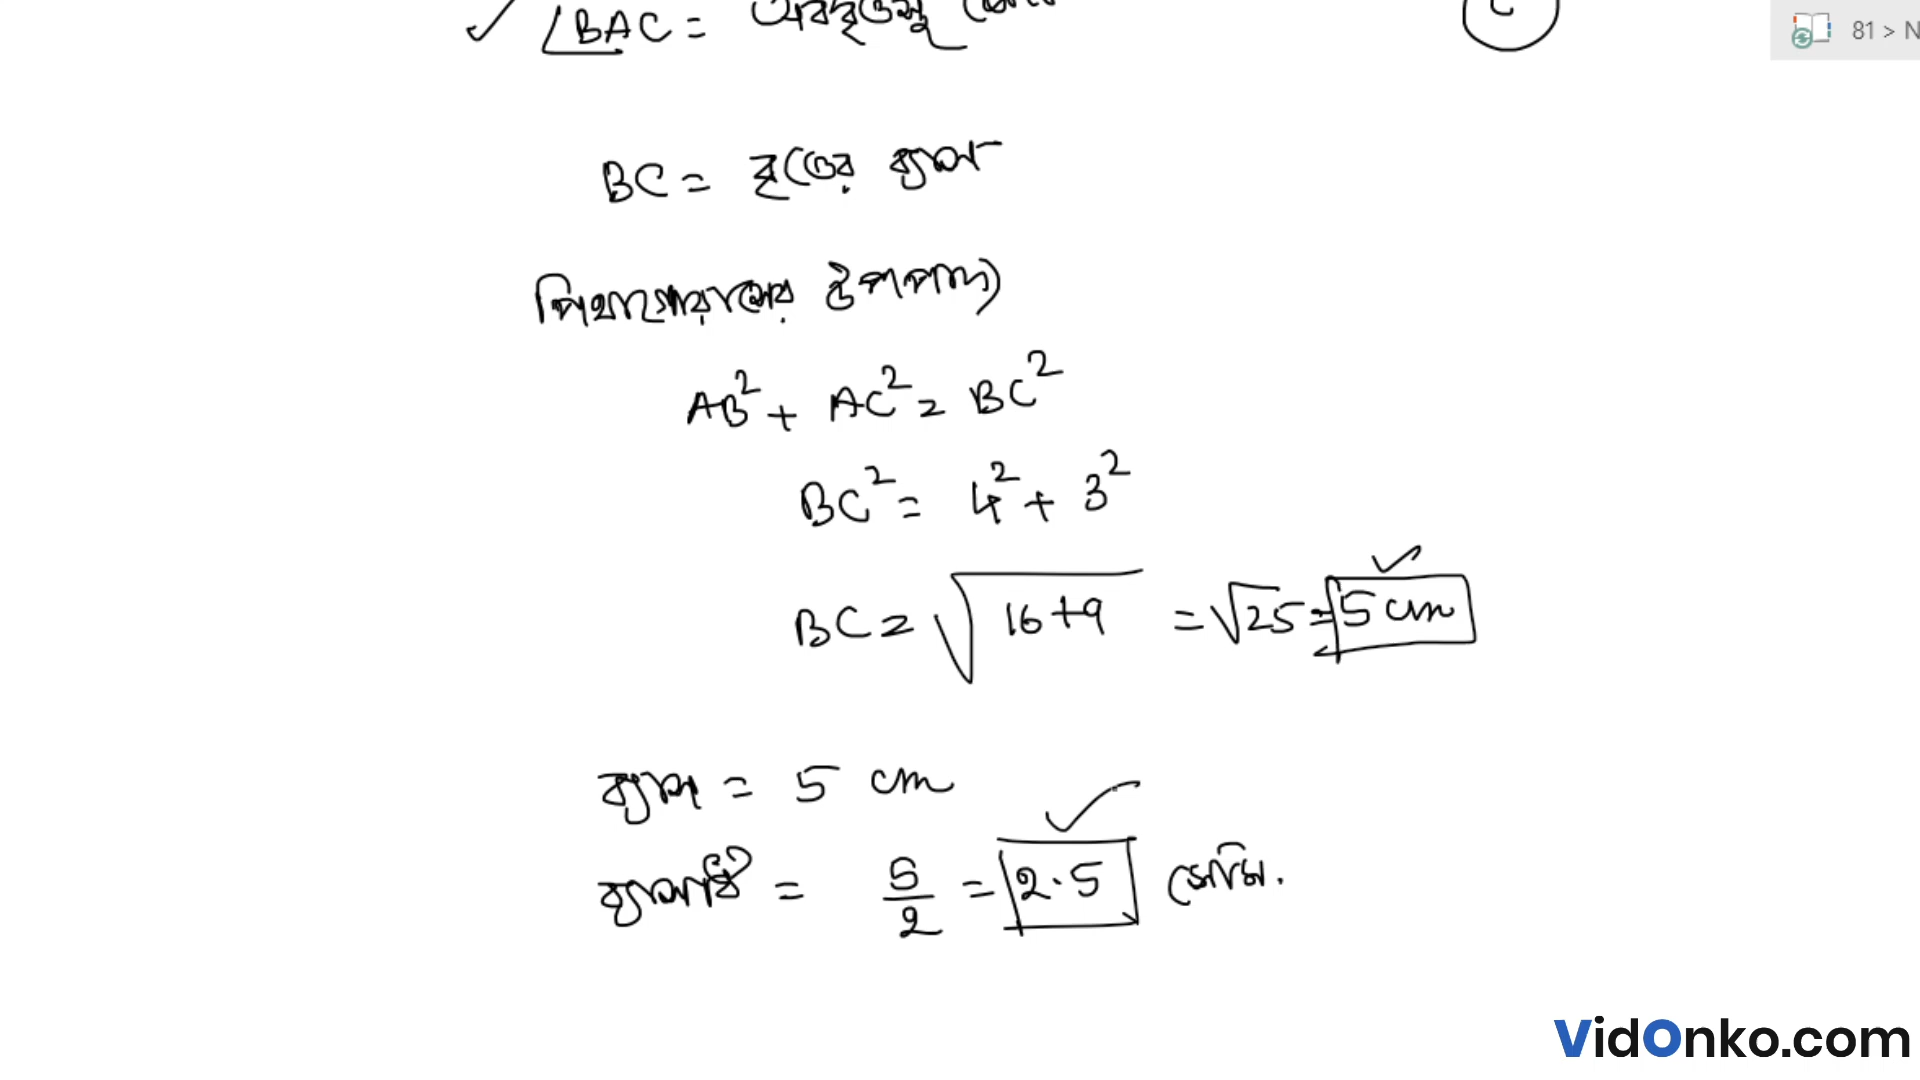 ∠BAC = অর্ধবৃত্তস্থ কোণ
81 > N
BC = বৃত্তের ব্যাস
পিথাগোরাসের উপপাদ্য
AB² + AC² = BC²
BC² = 4² + 3²
BC = √16+9 = √25 = 5 cm
ব্যাস = 5 cm
ব্যাসার্ধ = 5/2 = 2.5 সেমি.
VidOnko.com